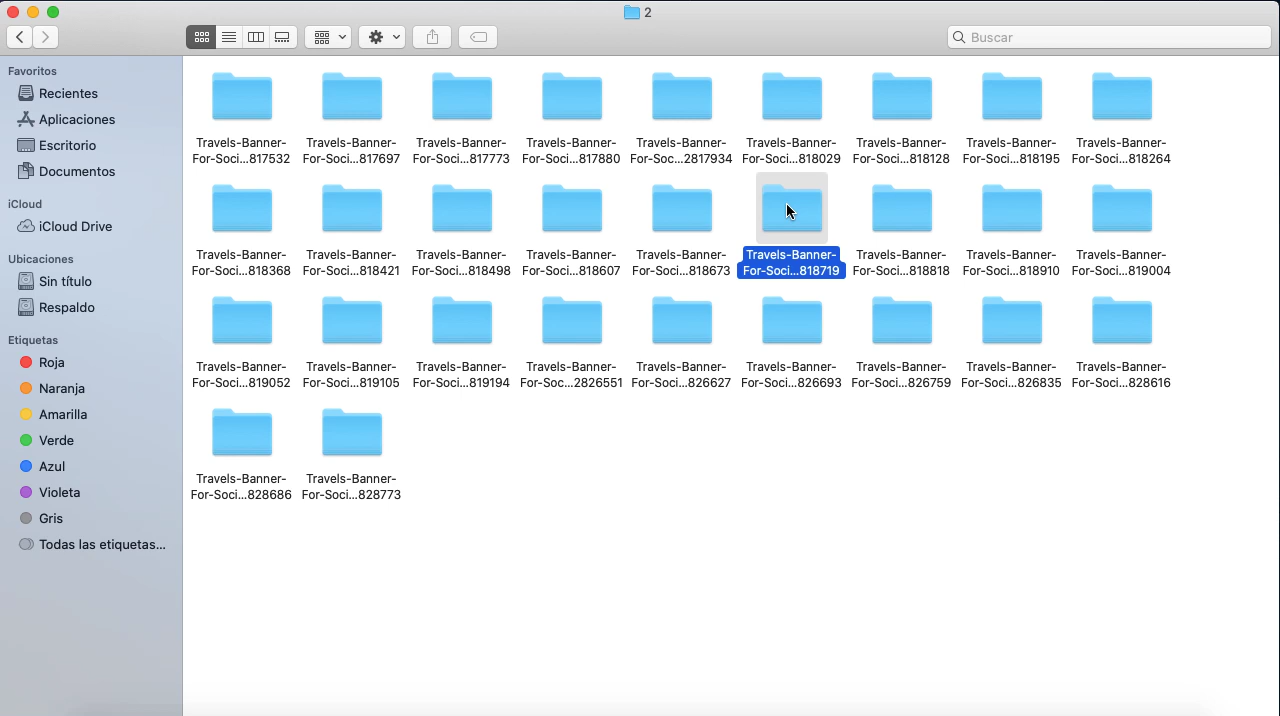 2
Buscar
Favoritos
Recientes
Aplicaciones
Escritorio
Documentos
iCloud
iCloud Drive
Ubicaciones
Sin título
Respaldo
Etiquetas
Roja
Naranja
Amarilla
Verde
Azul
Violeta
Gris
Todas las etiquetas...
Travels-Banner-
For-Soci...817532
Travels-Banner-
For-Soci...817697
Travels-Banner-
For-Soci...817773
Travels-Banner-
For-Soci...817880
Travels-Banner-
For-Soc...2817934
Travels-Banner-
For-Soci...818029
Travels-Banner-
For-Soci...818128
Travels-Banner-
For-Soci...818195
Travels-Banner-
For-Soci...818264
Travels-Banner-
For-Soci...818368
Travels-Banner-
For-Soci...818421
Travels-Banner-
For-Soci...818498
Travels-Banner-
For-Soci...818607
Travels-Banner-
For-Soci...818673
Travels-Banner-
For-Soci...818719
Travels-Banner-
For-Soci...818818
Travels-Banner-
For-Soci...818910
Travels-Banner-
For-Soci...819004
Travels-Banner-
For-Soci...819052
Travels-Banner-
For-Soci...819105
Travels-Banner-
For-Soci...819194
Travels-Banner-
For-Soc...2826551
Travels-Banner-
For-Soci...826627
Travels-Banner-
For-Soci...826693
Travels-Banner-
For-Soci...826759
Travels-Banner-
For-Soci...826835
Travels-Banner-
For-Soci...828616
Travels-Banner-
For-Soci...828686
Travels-Banner-
For-Soci...828773